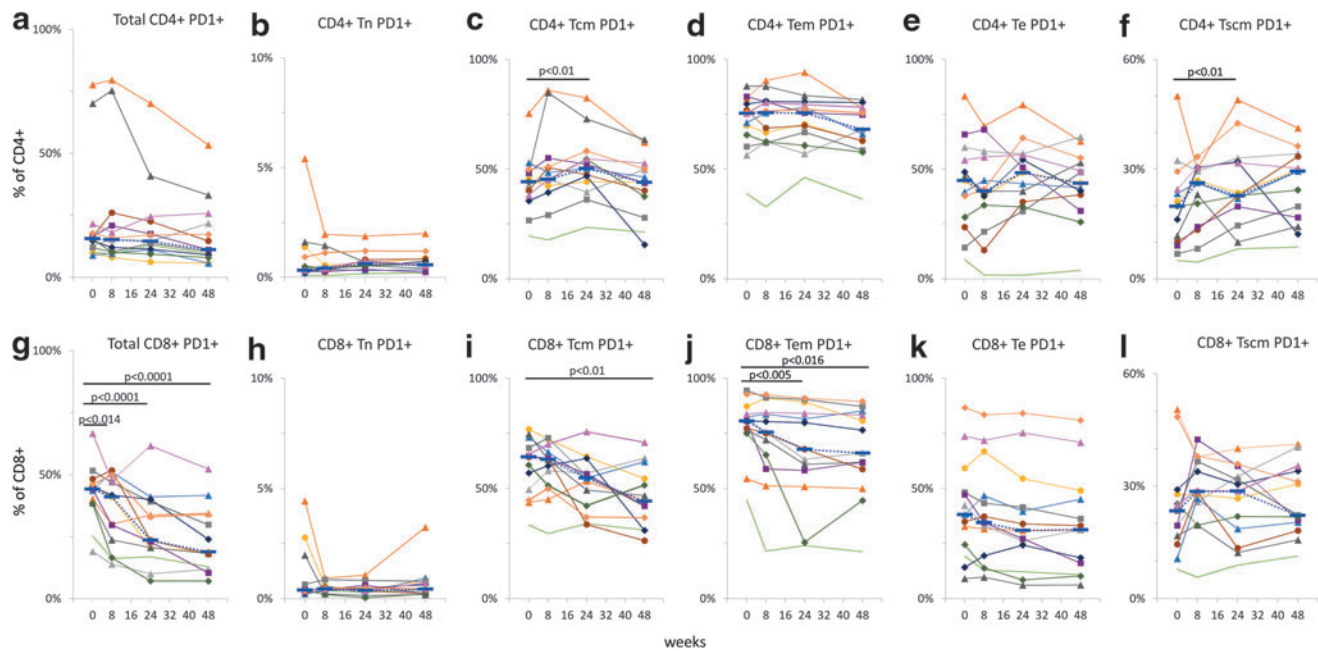 a Total CD4+ PD1+
b CD4+ Tn PD1+
c CD4+ Tcm PD1+
d CD4+ Tem PD1+
e CD4+ Te PD1+
f CD4+ Tscm PD1+
% of CD4+
100%
50%
0%
10%
5%
0%
100%
50%
0%
100%
50%
0%
100%
50%
0%
60%
30%
0%
p<0.01
p<0.01
0 8 16 24 32 40 48
0 8 16 24 32 40 48
0 8 16 24 32 40 48
0 8 16 24 32 40 48
0 8 16 24 32 40 48
0 8 16 24 32 40 48
g Total CD8+ PD1+
h CD8+ Tn PD1+
i CD8+ Tcm PD1+
j CD8+ Tem PD1+
k CD8+ Te PD1+
l CD8+ Tscm PD1+
% of CD8+
100%
50%
0%
10%
5%
0%
100%
50%
0%
100%
50%
0%
100%
50%
0%
60%
30%
0%
p<0.0001
p<0.0001
p<0.014
p<0.01
p<0.016
p<0.005
0 8 16 24 32 40 48
0 8 16 24 32 40 48
0 8 16 24 32 40 48
0 8 16 24 32 40 48
0 8 16 24 32 40 48
0 8 16 24 32 40 48
weeks